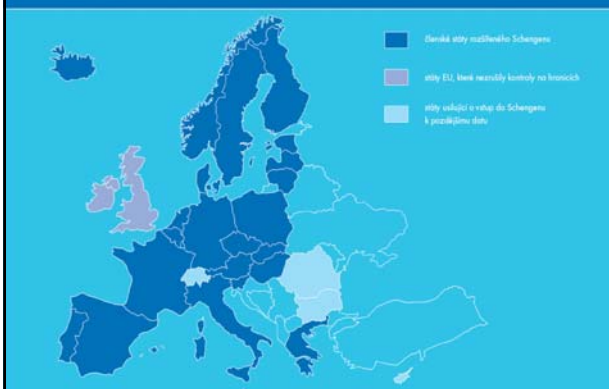 členské státy rozšířeného Schengenu
státy EU, které nezrušily kontroly na hranicích
státy usilující o vstup do Schengenu
k pozdějšímu datu